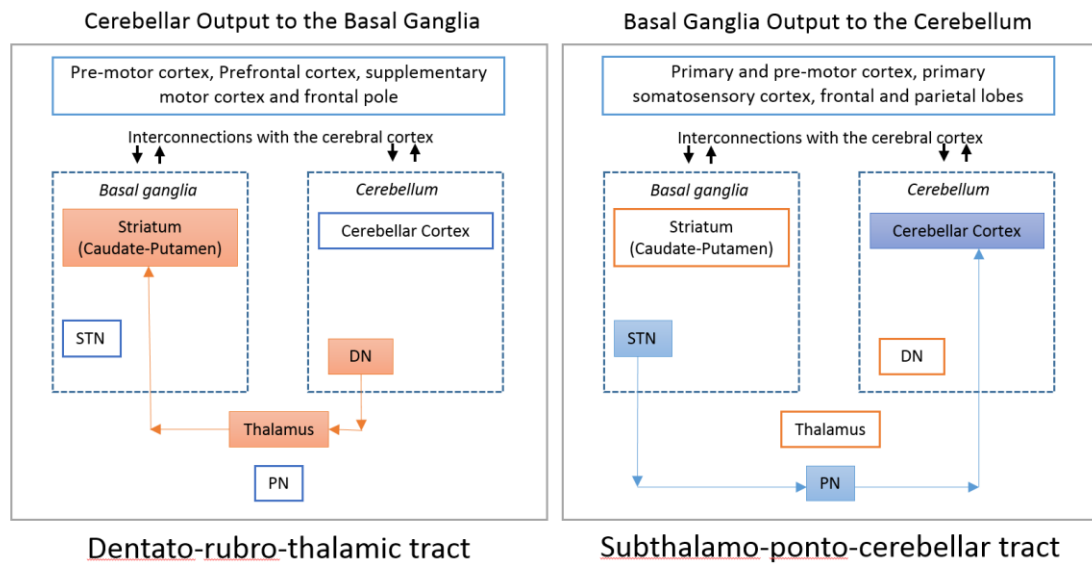 Cerebellar Output to the Basal Ganglia
Pre-motor cortex, Prefrontal cortex, supplementary
motor cortex and frontal pole
Interconnections with the cerebral cortex
Basal ganglia
Striatum
(Caudate-Putamen)
STN
Cerebellum
Cerebellar Cortex
DN
Thalamus
PN
Dentato-rubro-thalamic tract
Basal Ganglia Output to the Cerebellum
Primary and pre-motor cortex, primary
somatosensory cortex, frontal and parietal lobes
Interconnections with the cerebral cortex
Basal ganglia
Striatum
(Caudate-Putamen)
STN
Cerebellum
Cerebellar Cortex
DN
Thalamus
PN
Subthalamo-ponto-cerebellar tract